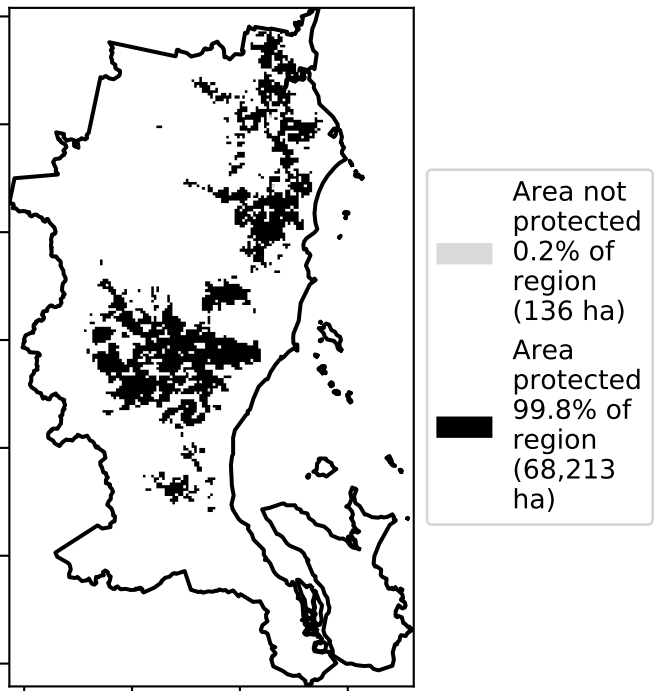 Area not
protected
0.2% of
region
(136 ha)
Area
protected
99.8% of
region
(68,213
ha)